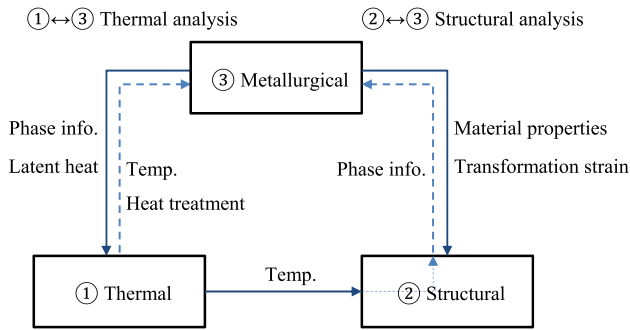 ①↔③ Thermal analysis
②↔③ Structural analysis
③ Metallurgical
Phase info.
Latent heat
Temp.
Heat treatment
Phase info.
Material properties
Transformation strain
① Thermal
Temp.
② Structural